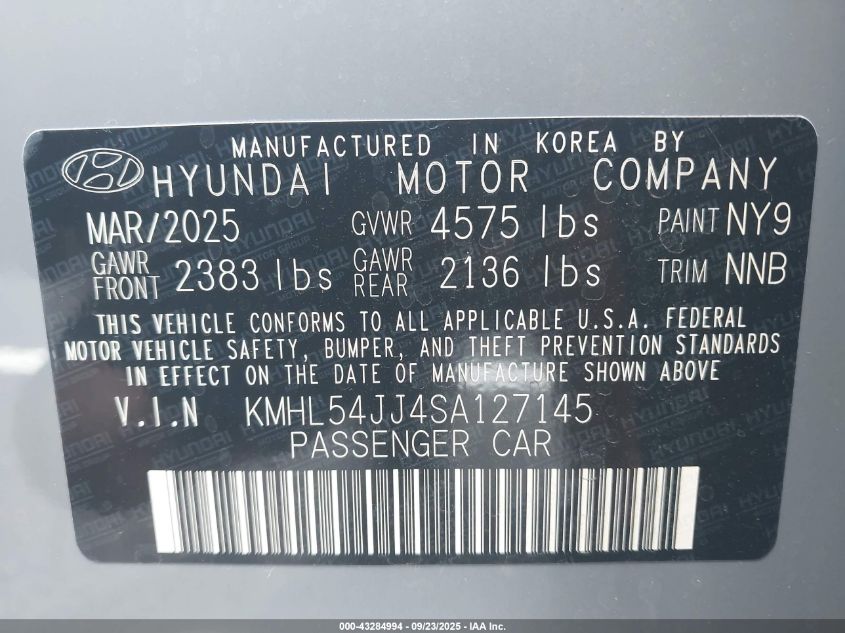 MANUFACTURED IN KOREA BY
HYUNDAI MOTOR COMPANY
MAR/2025 GVWR 4575 lbs PAINT NY9
GAWR FRONT 2383 lbs GAWR REAR 2136 lbs TRIM NNB
THIS VEHICLE CONFORMS TO ALL APPLICABLE U.S.A. FEDERAL
MOTOR VEHICLE SAFETY, BUMPER, AND THEFT PREVENTION STANDARDS
IN EFFECT ON THE DATE OF MANUFACTURE SHOWN ABOVE
V.I.N KMHL54JJ4SA127145
PASSENGER CAR
000-43284994 - 09/23/2025 - IAA Inc.